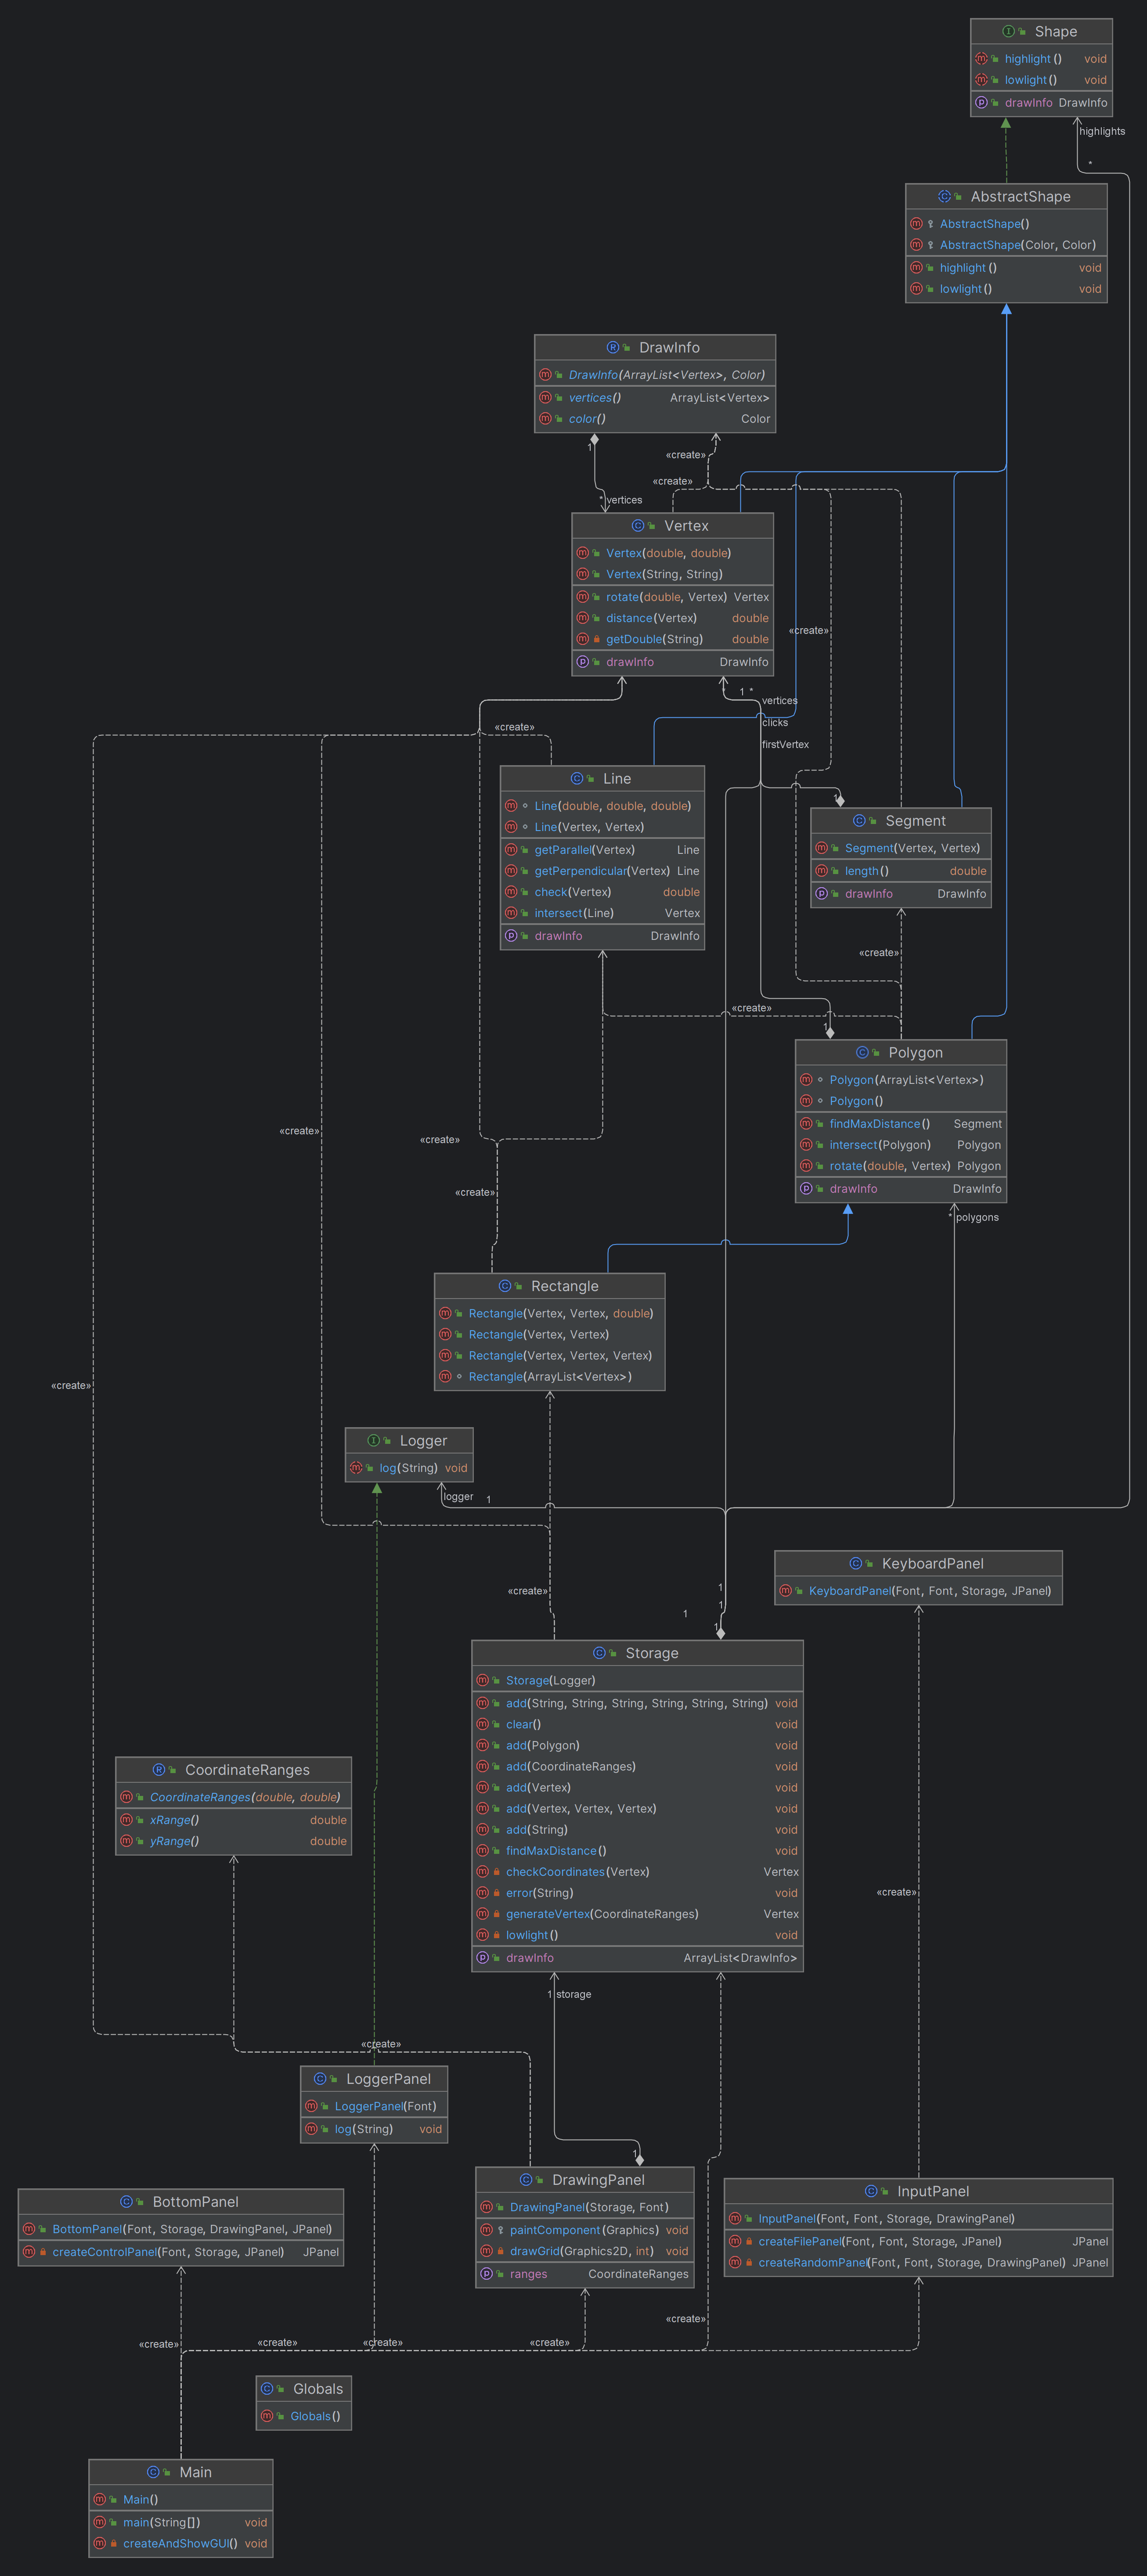 Shape
highlight() void
lowlight() void
drawInfo DrawInfo
highlights
*
AbstractShape
AbstractShape()
AbstractShape(Color, Color)
highlight() void
lowlight() void
DrawInfo
DrawInfo(ArrayList<Vertex>, Color)
vertices() ArrayList<Vertex>
color() Color
1
«create»
«create»
* vertices
Vertex
Vertex(double, double)
Vertex(String, String)
rotate(double, Vertex) Vertex
distance(Vertex) double
getDouble(String) double
drawInfo DrawInfo
«create»
* 1 *
vertices
clicks
firstVertex
«create»
Line
Line(double, double, double)
Line(Vertex, Vertex)
getParallel(Vertex) Line
getPerpendicular(Vertex) Line
check(Vertex) double
intersect(Line) Vertex
drawInfo DrawInfo
1
Segment
Segment(Vertex, Vertex)
length() double
drawInfo DrawInfo
«create»
«create»
1
Polygon
Polygon(ArrayList<Vertex>)
Polygon()
findMaxDistance() Segment
intersect(Polygon) Polygon
rotate(double, Vertex) Polygon
drawInfo DrawInfo
«create»
«create»
«create»
* polygons
Rectangle
Rectangle(Vertex, Vertex, double)
Rectangle(Vertex, Vertex)
Rectangle(Vertex, Vertex, Vertex)
Rectangle(ArrayList<Vertex>)
«create»
Logger
log(String) void
logger 1
KeyboardPanel
KeyboardPanel(Font, Font, Storage, JPanel)
«create»
1
1
1
1
Storage
Storage(Logger)
add(String, String, String, String, String, String) void
clear() void
add(Polygon) void
add(CoordinateRanges) void
add(Vertex) void
add(Vertex, Vertex, Vertex) void
add(String) void
findMaxDistance() void
checkCoordinates(Vertex) Vertex
error(String) void
generateVertex(CoordinateRanges) Vertex
lowlight() void
drawInfo ArrayList<DrawInfo>
CoordinateRanges
CoordinateRanges(double, double)
xRange() double
yRange() double
«create»
1 storage
«create»
LoggerPanel
LoggerPanel(Font)
log(String) void
1
DrawingPanel
DrawingPanel(Storage, Font)
paintComponent(Graphics) void
drawGrid(Graphics2D, int) void
ranges CoordinateRanges
InputPanel
InputPanel(Font, Font, Storage, DrawingPanel)
createFilePanel(Font, Font, Storage, JPanel) JPanel
createRandomPanel(Font, Font, Storage, DrawingPanel) JPanel
BottomPanel
BottomPanel(Font, Storage, DrawingPanel, JPanel)
createControlPanel(Font, Storage, JPanel) JPanel
«create»
«create»
«create»
«create»
«create»
Globals
Globals()
Main
Main()
main(String[]) void
createAndShowGUI() void